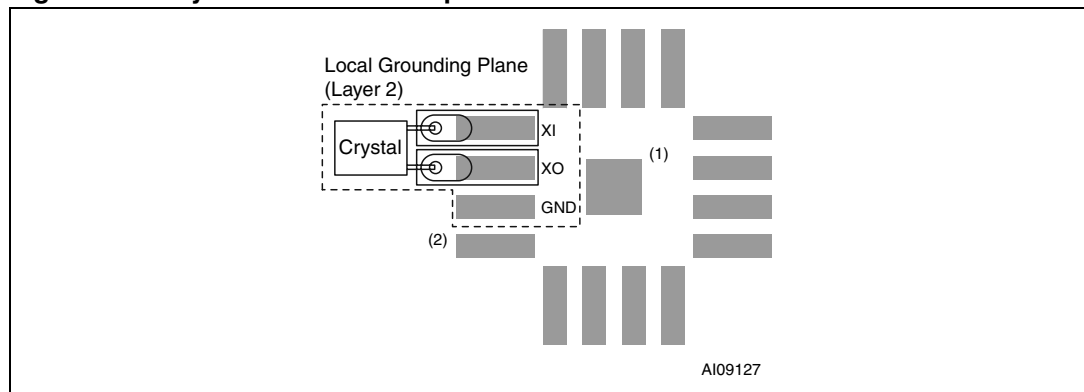 Local Grounding Plane
(Layer 2)
XI
Crystal
XO
(1)
GND
(2)
AI09127